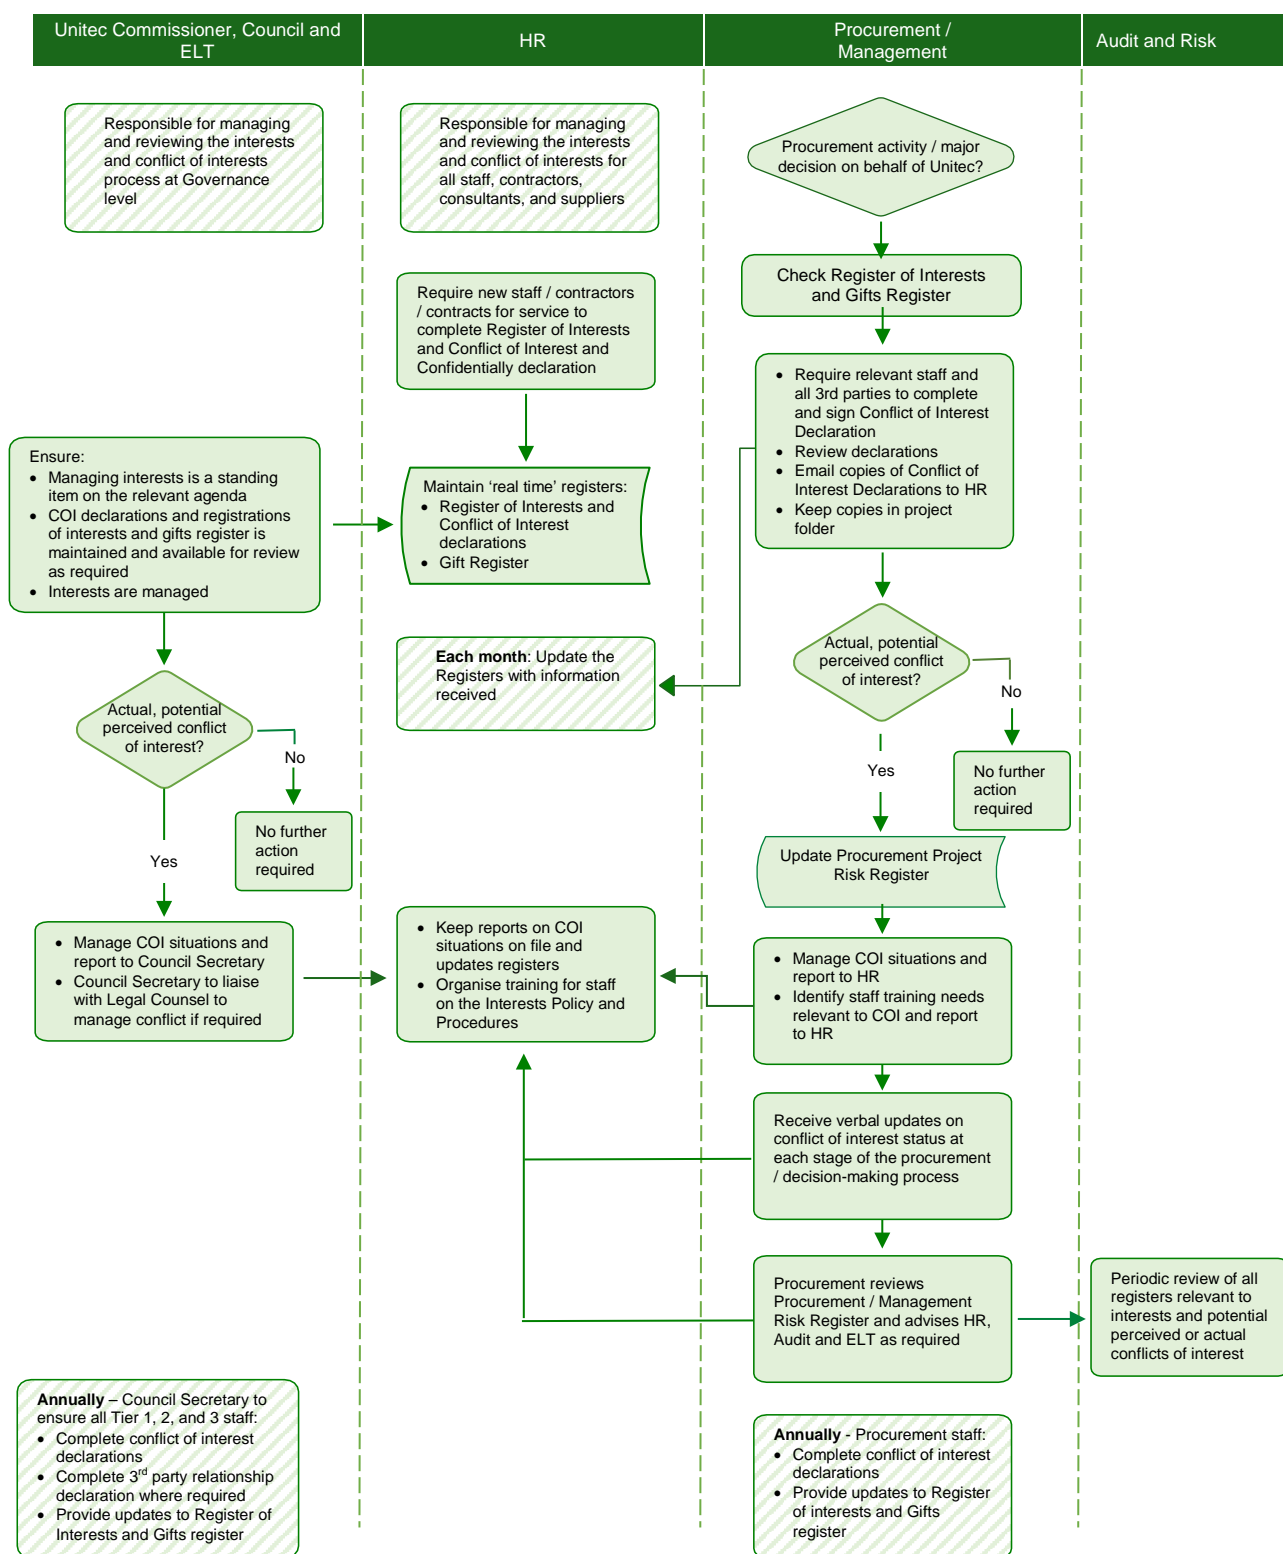 Unitec Commissioner, Council and
ELT
HR
Procurement /
Management
Audit and Risk
Responsible for managing
and reviewing the interests
and conflict of interests
process at Governance
level
Ensure:
• Managing interests is a standing
item on the relevant agenda
• COI declarations and registrations
of interests and gifts register is
maintained and available for review
as required
• Interests are managed
Actual, potential
perceived conflict
of interest?
No
No further
action
required
Yes
• Manage COI situations and
report to Council Secretary
• Council Secretary to liaise
with Legal Counsel to
manage conflict if required
Annually – Council Secretary to
ensure all Tier 1, 2, and 3 staff:
• Complete conflict of interest
declarations
• Complete 3rd party relationship
declaration where required
• Provide updates to Register of
Interests and Gifts register
Responsible for managing
and reviewing the interests
and conflict of interests for
all staff, contractors,
consultants, and suppliers
Require new staff / contractors
/ contracts for service to
complete Register of Interests
and Conflict of Interest and
Confidentially declaration
Maintain ‘real time’ registers:
• Register of Interests and
Conflict of Interest
declarations
• Gift Register
Each month: Update the
Registers with information
received
• Keep reports on COI
situations on file and
updates registers
• Organise training for staff
on the Interests Policy and
Procedures
Procurement activity / major
decision on behalf of Unitec?
Check Register of Interests
and Gifts Register
• Require relevant staff and
all 3rd parties to complete
and sign Conflict of Interest
Declaration
• Review declarations
• Email copies of Conflict of
Interest Declarations to HR
• Keep copies in project
folder
Actual, potential
perceived conflict
of interest?
No
No further
action
required
Yes
Update Procurement Project
Risk Register
• Manage COI situations and
report to HR
• Identify staff training needs
relevant to COI and report
to HR
Receive verbal updates on
conflict of interest status at
each stage of the procurement
/ decision-making process
Procurement reviews
Procurement / Management
Risk Register and advises HR,
Audit and ELT as required
Annually - Procurement staff:
• Complete conflict of interest
declarations
• Provide updates to Register
of interests and Gifts
register
Periodic review of all
registers relevant to
interests and potential
perceived or actual
conflicts of interest